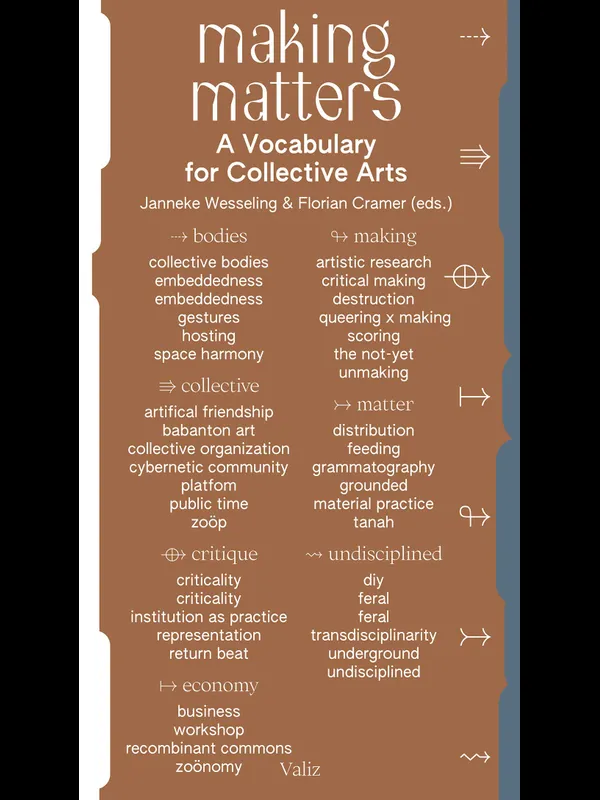 making
matters
A Vocabulary
for Collective Arts
Janneke Wesseling & Florian Cramer (eds.)
⤏ bodies
collective bodies
embeddedness
embeddedness
gestures
hosting
space harmony
⭆ collective
artifical friendship
babanton art
collective organization
cybernetic community
platfom
public time
zoöp
critique
criticality
criticality
institution as practice
representation
return beat
↦ economy
business
workshop
recombinant commons
zoönomy
↬ making
artistic research
critical making
destruction
queering x making
scoring
the not-yet
unmaking
⤚ matter
distribution
feeding
grammatography
grounded
material practice
tanah
⇝ undisciplined
diy
feral
feral
transdisciplinarity
underground
undisciplined
Valiz